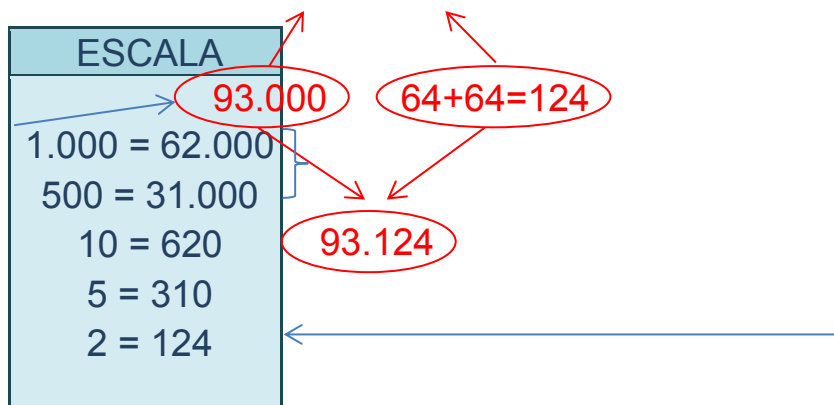 ESCALA
93.000 64+64=124
1.000 = 62.000
500 = 31.000
10 = 620 93.124
5 = 310
2 = 124